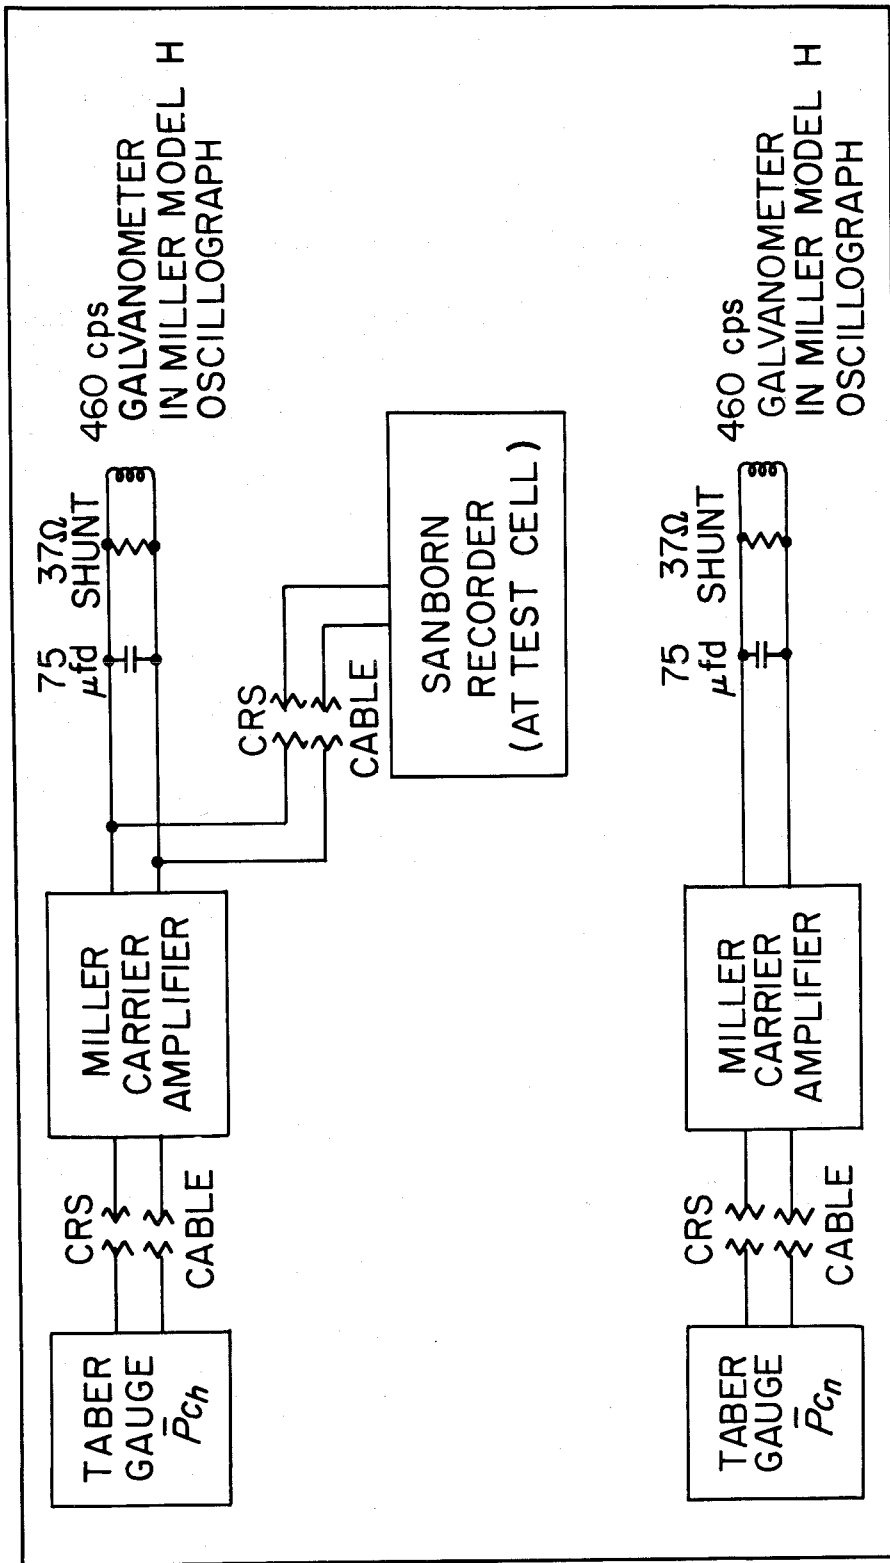 TABER
GAUGE
P̅c_h
CRS
CABLE
MILLER
CARRIER
AMPLIFIER
CRS
CABLE
SANBORN
RECORDER
(AT TEST CELL)
75
μfd
37Ω
SHUNT
460 cps
GALVANOMETER
IN MILLER MODEL H
OSCILLOGRAPH
TABER
GAUGE
P̅c_n
CRS
CABLE
MILLER
CARRIER
AMPLIFIER
75
μfd
37Ω
SHUNT
460 cps
GALVANOMETER
IN MILLER MODEL H
OSCILLOGRAPH